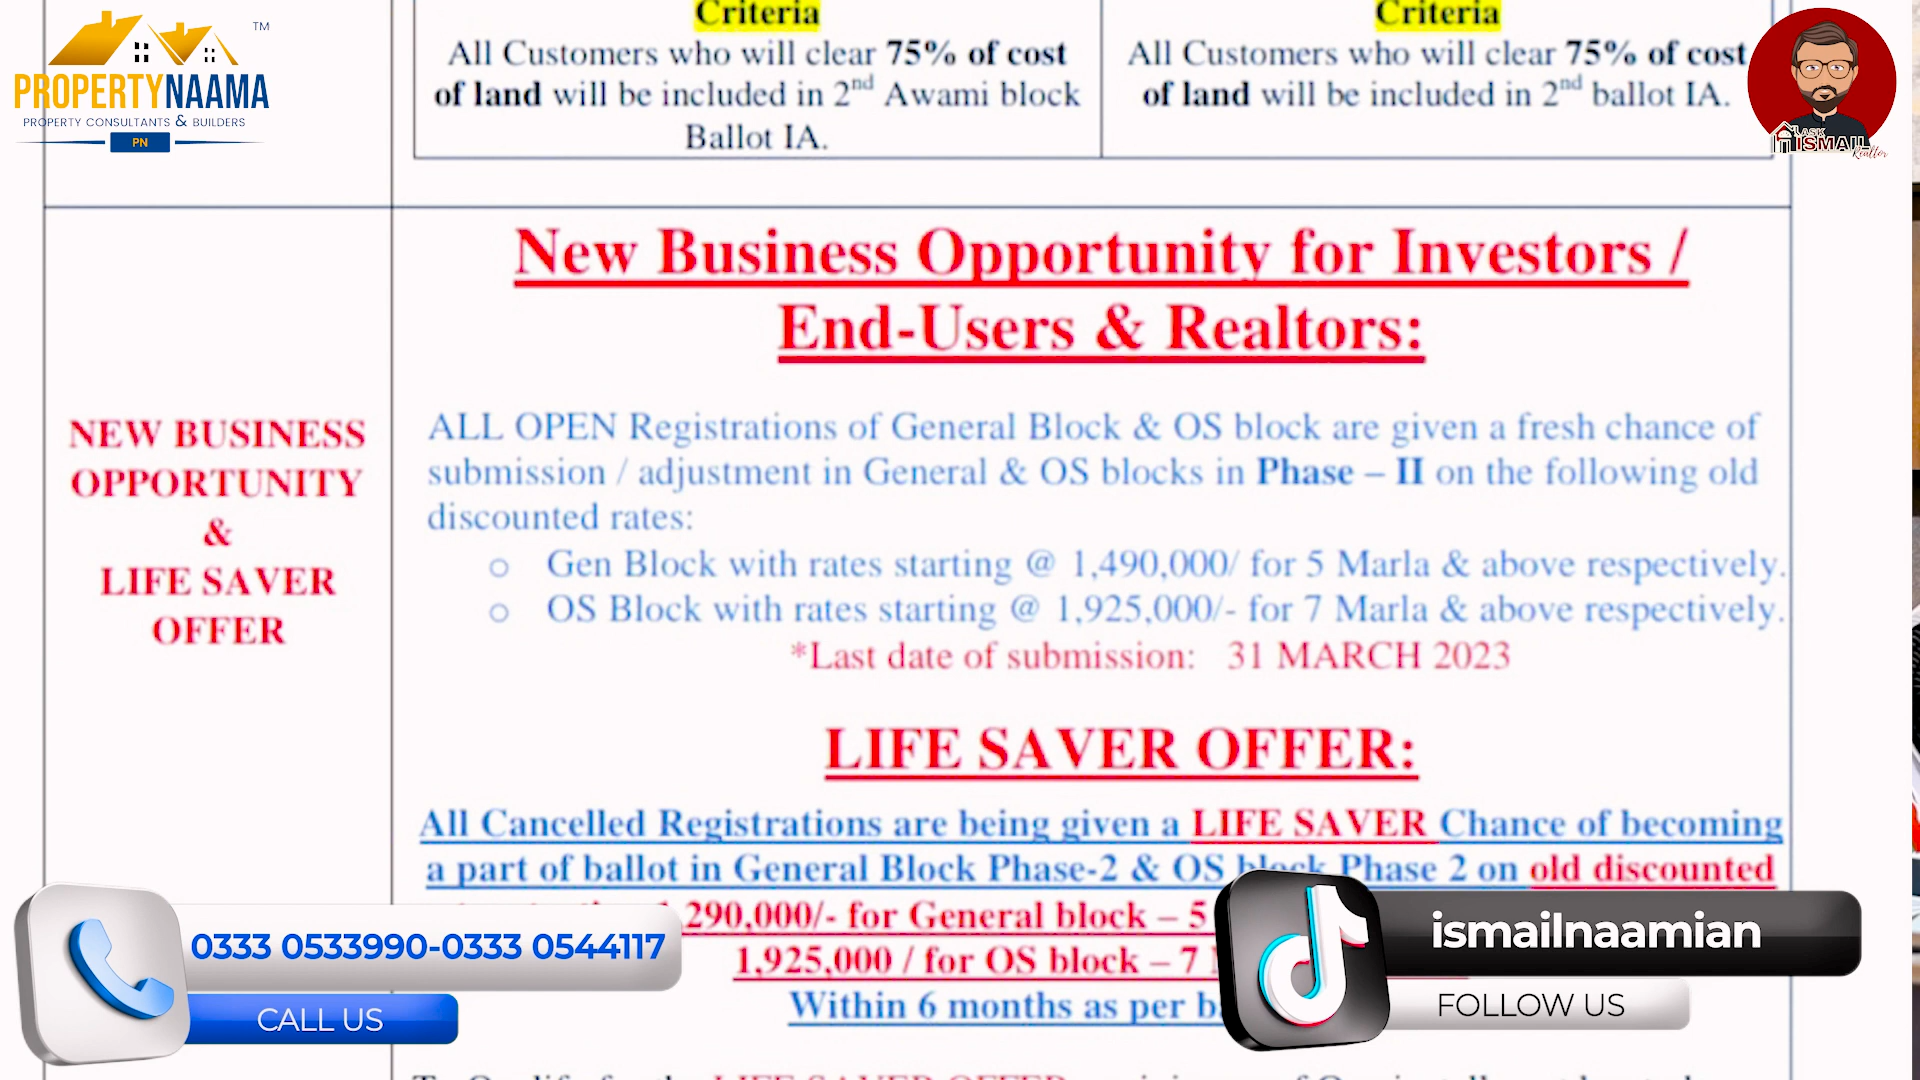 Criteria
All Customers who will clear 75% of cost
of land will be included in 2nd Awami block
Ballot IA.
Criteria
All Customers who will clear 75% of cost
of land will be included in 2nd ballot IA.
TM
PROPERTYNAAMA
PROPERTY CONSULTANTS & BUILDERS
PN
ASK
ISMAIL
Realtor
NEW BUSINESS
OPPORTUNITY
&
LIFE SAVER
OFFER
New Business Opportunity for Investors /
End-Users & Realtors:
ALL OPEN Registrations of General Block & OS block are given a fresh chance of
submission / adjustment in General & OS blocks in Phase – II on the following old
discounted rates:
o Gen Block with rates starting @ 1,490,000/ for 5 Marla & above respectively.
o OS Block with rates starting @ 1,925,000/- for 7 Marla & above respectively.
*Last date of submission: 31 MARCH 2023
LIFE SAVER OFFER:
All Cancelled Registrations are being given a LIFE SAVER Chance of becoming
a part of ballot in General Block Phase-2 & OS block Phase 2 on old discounted
290,000/- for General block – 5
1,925,000 / for OS block – 7
Within 6 months as per
0333 0533990-0333 0544117
CALL US
ismailnaamian
FOLLOW US